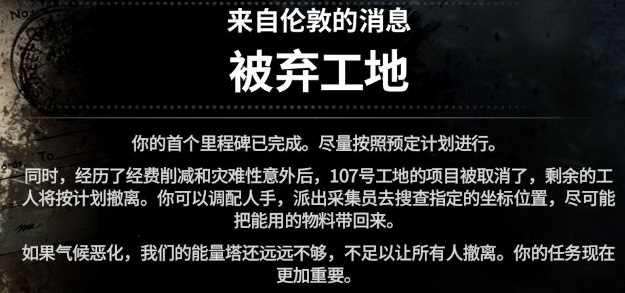 来自伦敦的消息
被弃工地
你的首个里程碑已完成。尽量按照预定计划进行。
同时，经历了经费削减和灾难性意外后，107号工地的项目被取消了，剩余的工
人将按计划撤离。你可以调配人手，派出采集员去搜查指定的坐标位置，尽可能
把能用的物料带回来。
如果气候恶化，我们的能量塔还远远不够，不足以让所有人撤离。你的任务现在
更加重要。